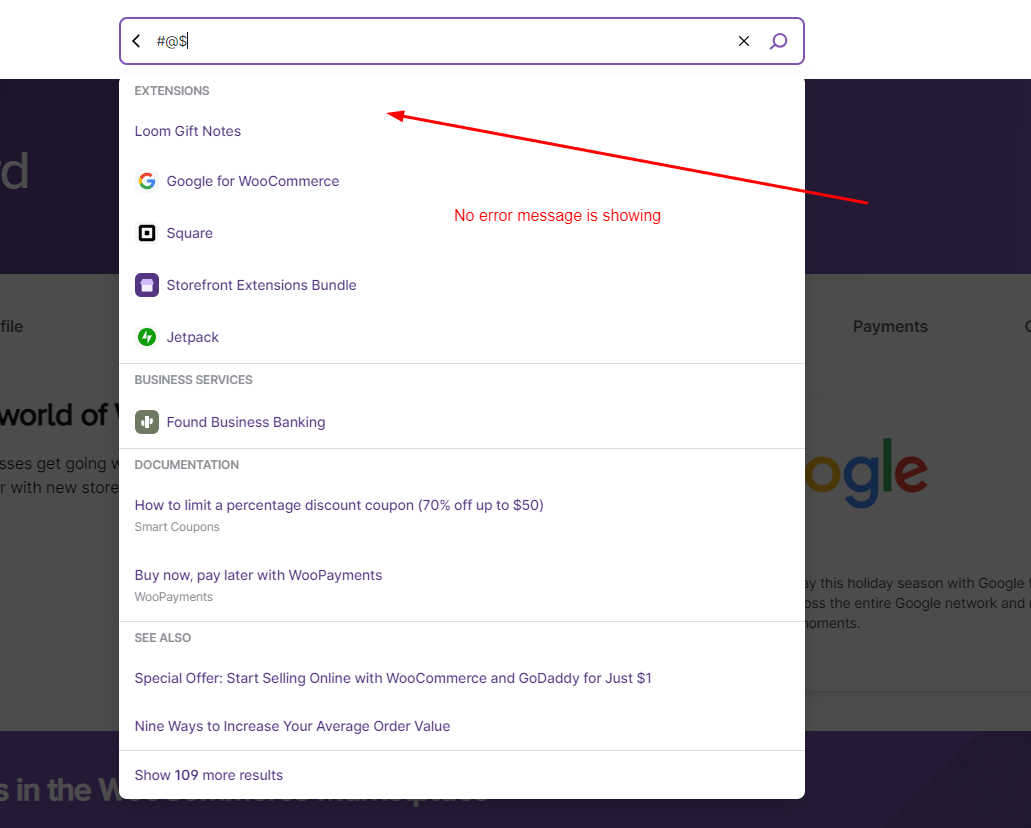 #@$
EXTENSIONS
Loom Gift Notes
Google for WooCommerce
Square
No error message is showing
Storefront Extensions Bundle
Jetpack
file
Payments
BUSINESS SERVICES
Found Business Banking
world of
sses get going
r with new store
DOCUMENTATION
How to limit a percentage discount coupon (70% off up to $50)
Smart Coupons
Buy now, pay later with WooPayments
WooPayments
ogle
ay this holiday season with Google
oss the entire Google network and
moments.
SEE ALSO
Special Offer: Start Selling Online with WooCommerce and GoDaddy for Just $1
Nine Ways to Increase Your Average Order Value
Show 109 more results
s in the WooCommerce Marketplace